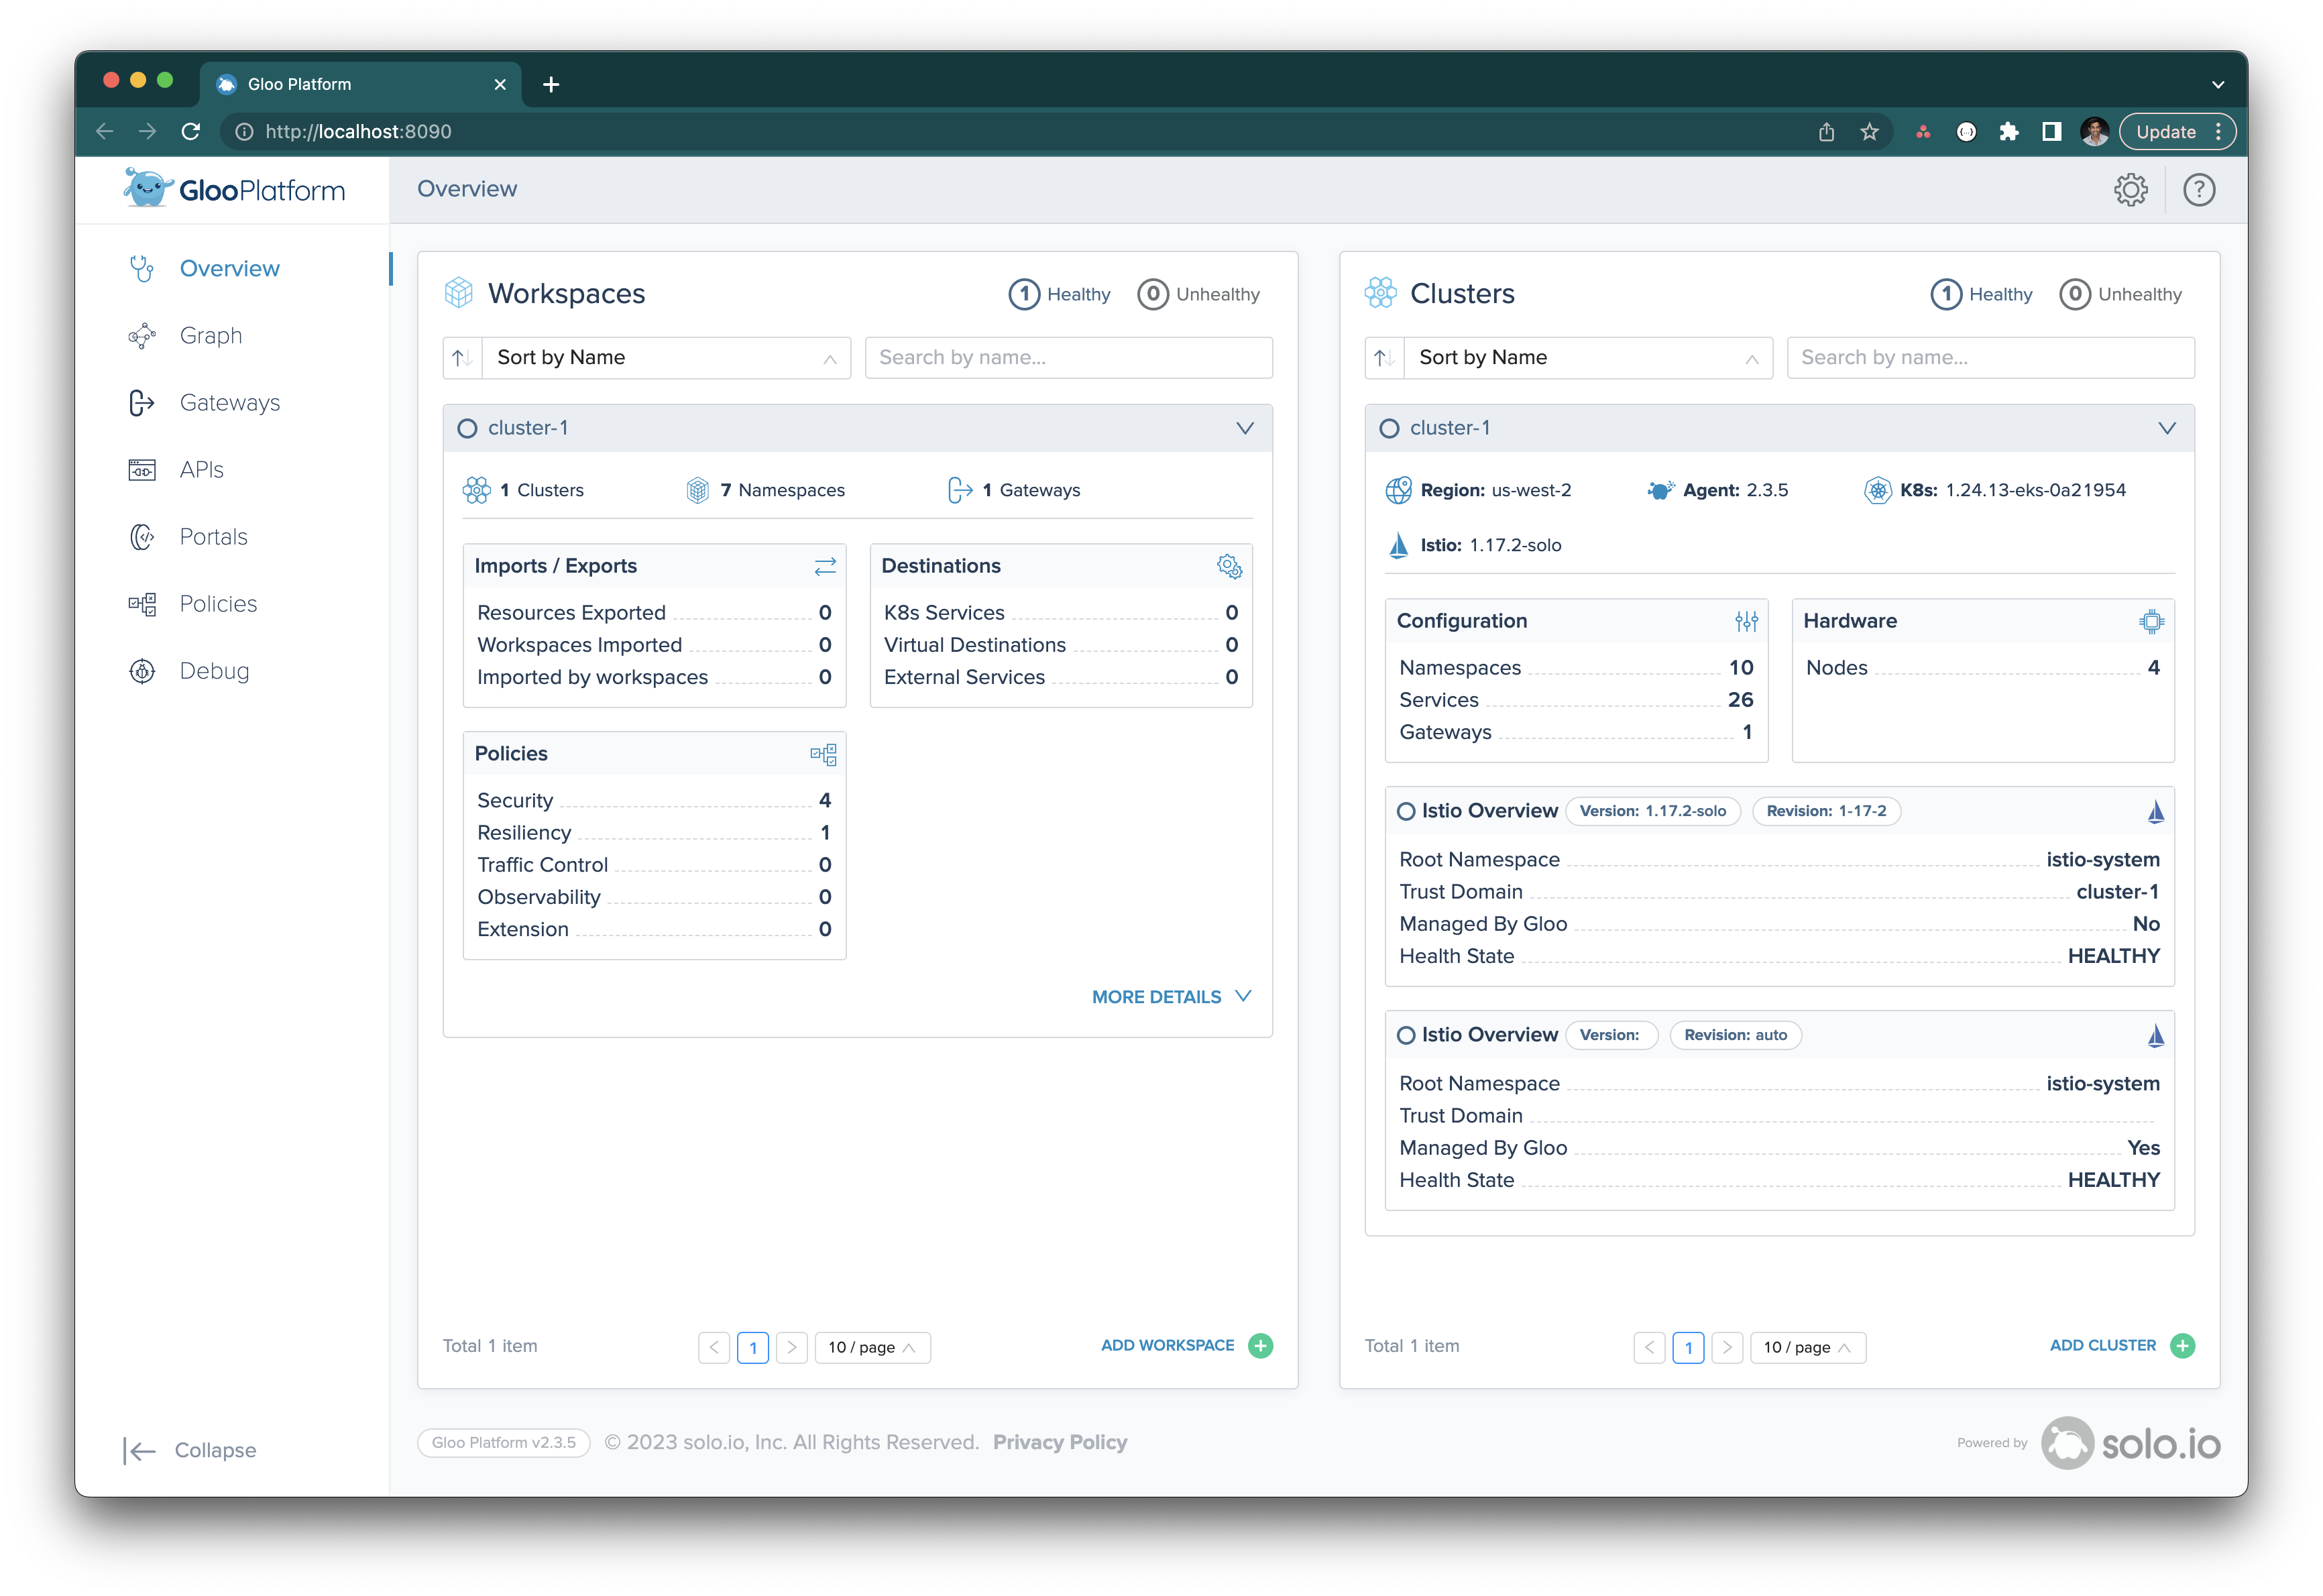 Gloo Platform
http://localhost:8090
Update
GlooPlatform
Overview
Overview
Graph
Gateways
APIs
Portals
Policies
Debug
Collapse
Workspaces
1 Healthy
0 Unhealthy
Sort by Name
Search by name...
cluster-1
1 Clusters
7 Namespaces
1 Gateways
Imports / Exports
Resources Exported 0
Workspaces Imported 0
Imported by workspaces 0
Destinations
K8s Services 0
Virtual Destinations 0
External Services 0
Policies
Security 4
Resiliency 1
Traffic Control 0
Observability 0
Extension 0
MORE DETAILS
Total 1 item
1
10 / page
ADD WORKSPACE
Clusters
1 Healthy
0 Unhealthy
Sort by Name
Search by name...
cluster-1
Region: us-west-2
Agent: 2.3.5
K8s: 1.24.13-eks-0a21954
Istio: 1.17.2-solo
Configuration
Namespaces 10
Services 26
Gateways 1
Hardware
Nodes 4
Istio Overview Version: 1.17.2-solo Revision: 1-17-2
Root Namespace istio-system
Trust Domain cluster-1
Managed By Gloo No
Health State HEALTHY
Istio Overview Version: Revision: auto
Root Namespace istio-system
Trust Domain
Managed By Gloo Yes
Health State HEALTHY
Total 1 item
1
10 / page
ADD CLUSTER
Gloo Platform v2.3.5 © 2023 solo.io, Inc. All Rights Reserved. Privacy Policy
Powered by solo.io